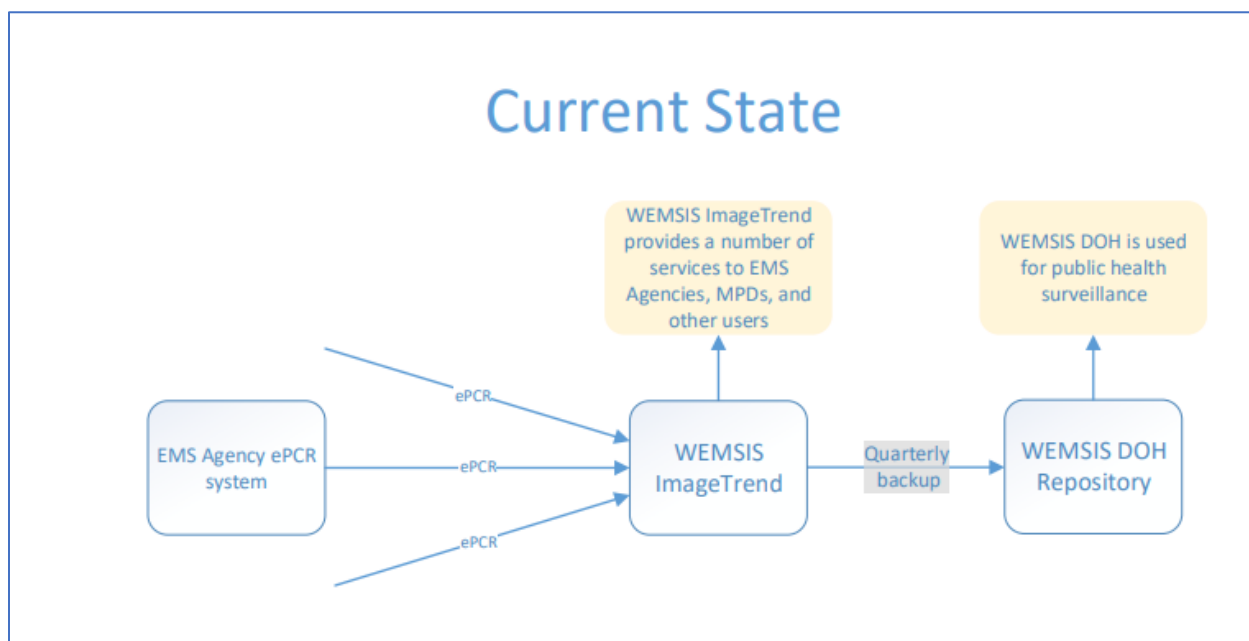 Current State
WEMSIS ImageTrend
provides a number of
services to EMS
Agencies, MPDs, and
other users
WEMSIS DOH is used
for public health
surveillance
ePCR
EMS Agency ePCR
system
ePCR
WEMSIS
ImageTrend
Quarterly
backup
WEMSIS DOH
Repository
ePCR